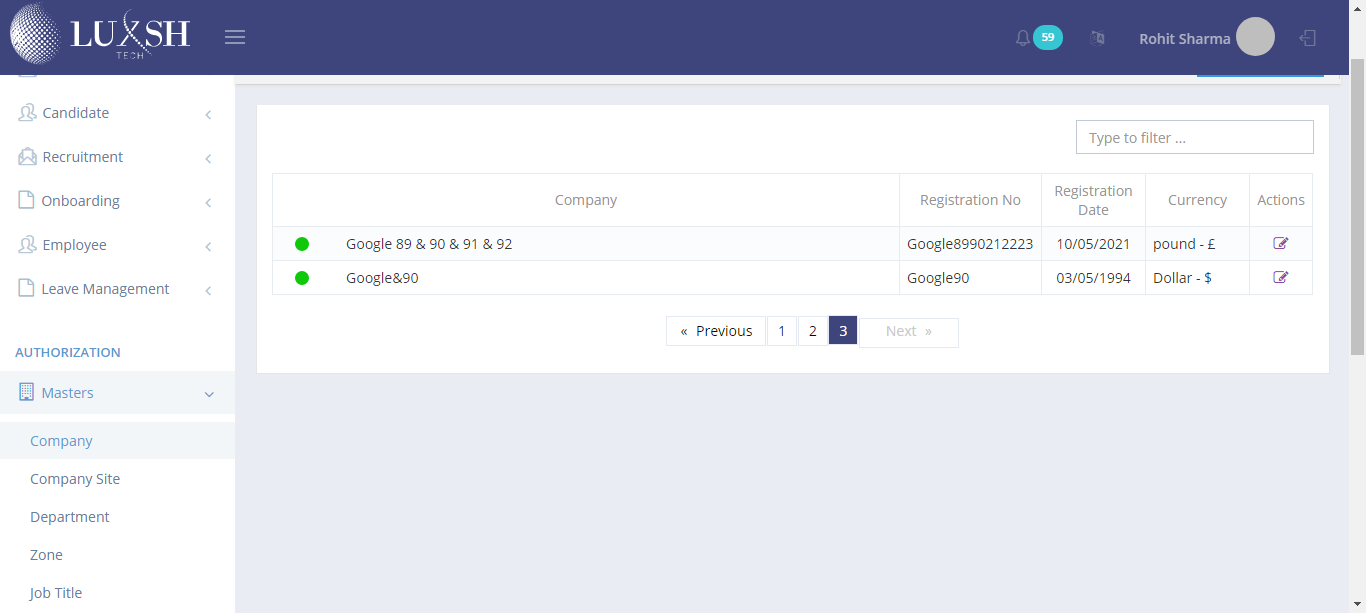 LUXSH
TECH
59
Rohit Sharma
Candidate
Recruitment
Onboarding
Employee
Leave Management
AUTHORIZATION
Masters
Company
Company Site
Department
Zone
Job Title
Type to filter ...
Company Registration No Registration Date Currency Actions
Google 89 & 90 & 91 & 92 Google8990212223 10/05/2021 pound - £
Google&90 Google90 03/05/1994 Dollar - $
« Previous 1 2 3 Next »